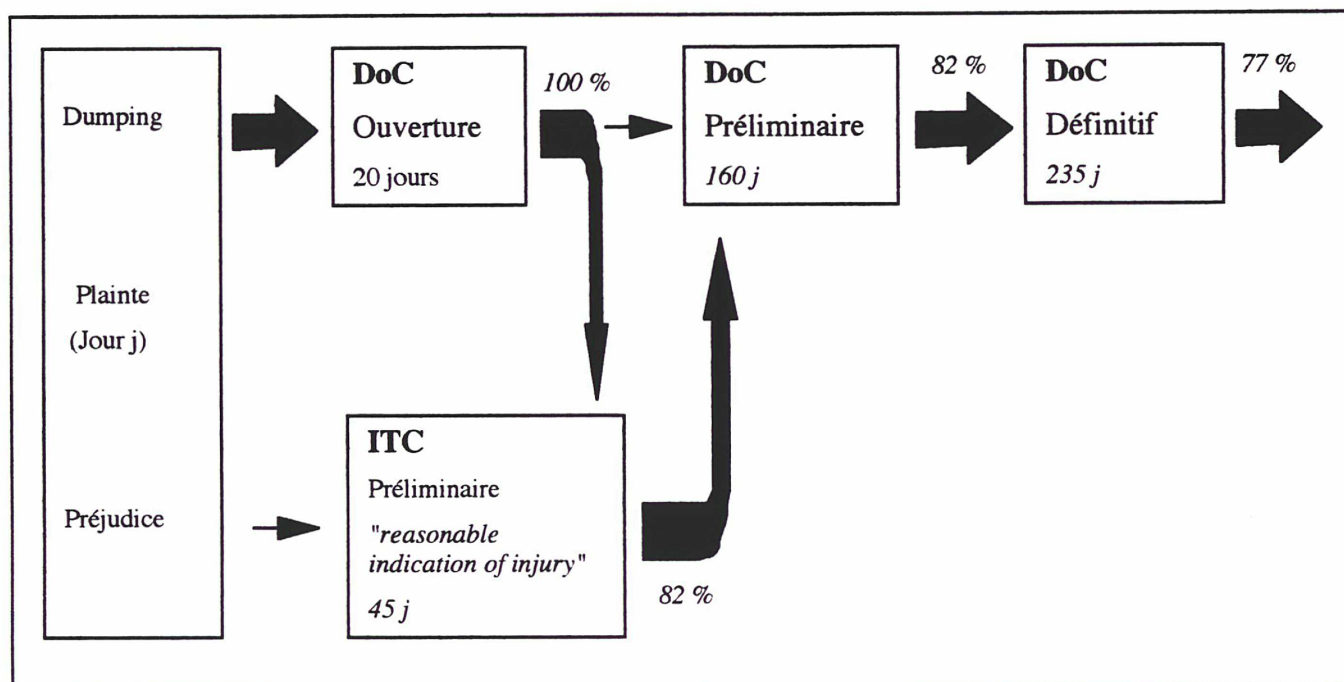 Dumping
Plainte
(Jour j)
Préjudice
DoC
Ouverture
20 jours
100 %
DoC
Préliminaire
160 j
82 %
DoC
Définitif
235 j
77 %
ITC
Préliminaire
"reasonable
indication of injury"
45 j
82 %